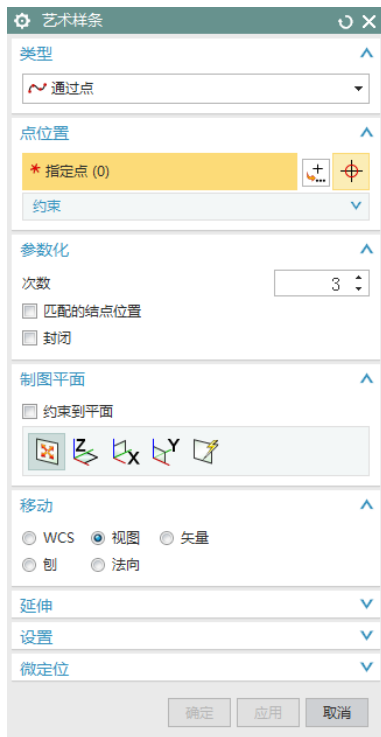 艺术样条
类型
通过点
点位置
* 指定点 (0)
约束
参数化
次数 3
匹配的结点位置
封闭
制图平面
约束到平面
Z X Y
移动
WCS 视图 矢量
刨 法向
延伸
设置
微定位
确定 应用 取消